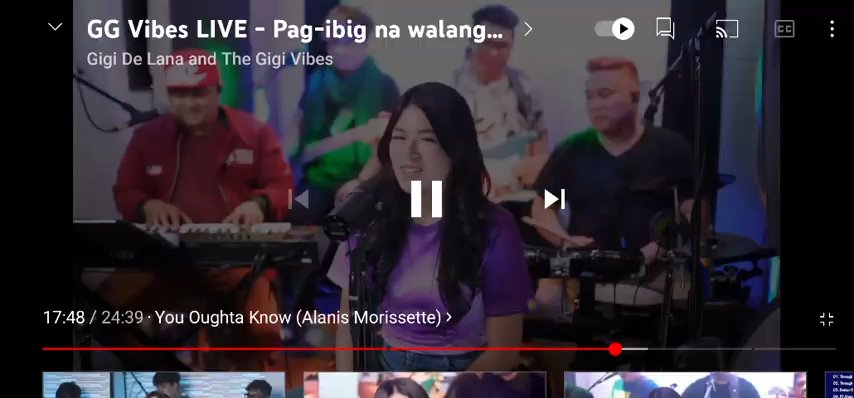 GG Vibes LIVE - Pag-ibig na walang...
CC
Gigi De Lana and The Gigi Vibes
17:48 / 24:39 · You Oughta Know (Alanis Morissette)